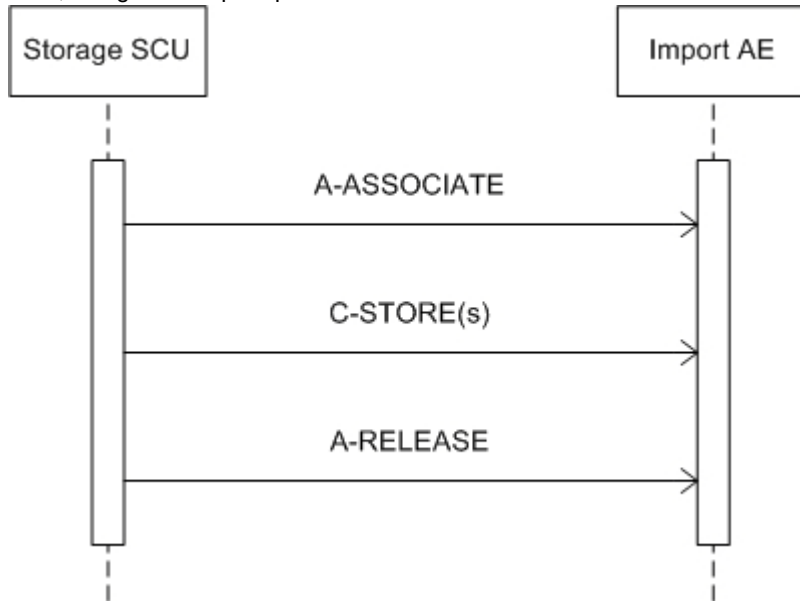 Storage SCU
Import AE
A-ASSOCIATE
C-STORE(s)
A-RELEASE